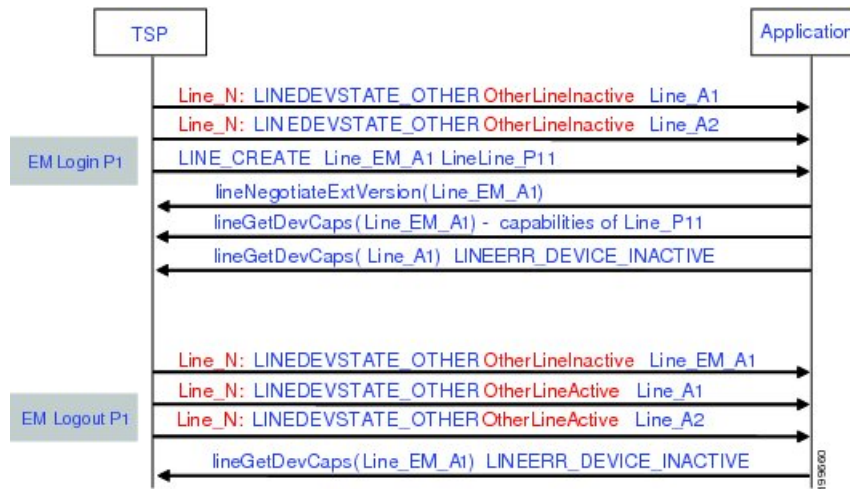 TSP
Application
Line_N: LINEDEVSTATE_OTHER OtherLineInactive Line_A1
Line_N: LINEDEVSTATE_OTHER OtherLineInactive Line_A2
EM Login P1
LINE_CREATE Line_EM_A1 LineLine_P11
lineNegotiateExtVersion(Line_EM_A1)
lineGetDevCaps(Line_EM_A1) - capabilities of Line_P11
lineGetDevCaps( Line_A1) LINEERR_DEVICE_INACTIVE
Line_N: LINEDEVSTATE_OTHER OtherLineInactive Line_EM_A1
Line_N: LINEDEVSTATE_OTHER OtherLineActive Line_A1
EM Logout P1
Line_N: LINEDEVSTATE_OTHER OtherLineActive Line_A2
lineGetDevCaps(Line_EM_A1) LINEERR_DEVICE_INACTIVE